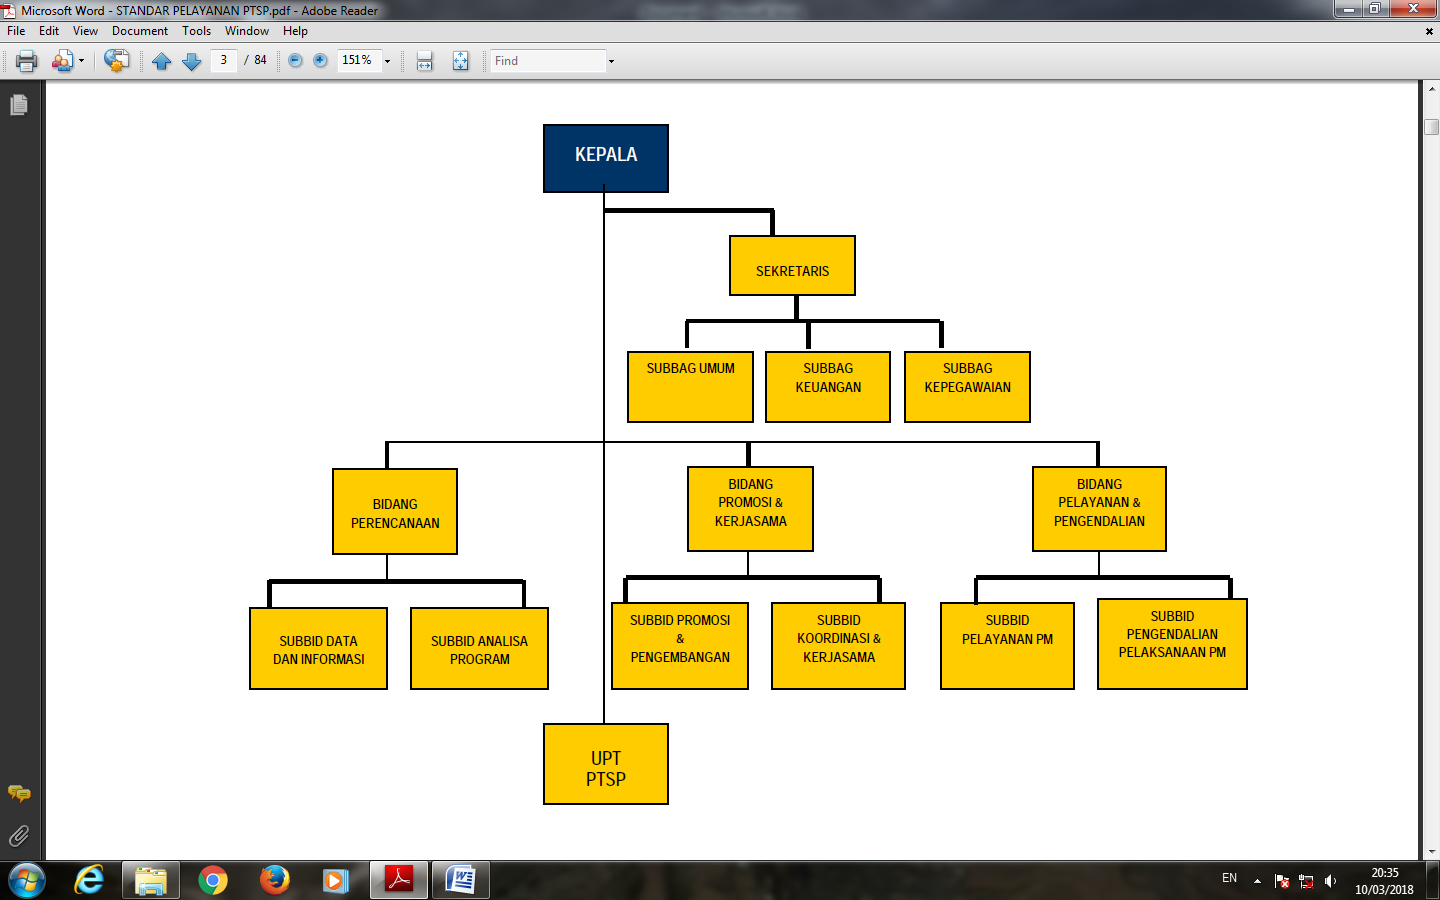 Microsoft Word - STANDAR PELAYANAN PTSP.pdf - Adobe Reader
File Edit View Document Tools Window Help
3 / 84 151% Find
KEPALA
SEKRETARIS
SUBBAG UMUM
SUBBAG
KEUANGAN
SUBBAG
KEPEGAWAIAN
BIDANG
PERENCANAAN
BIDANG
PROMOSI &
KERJASAMA
BIDANG
PELAYANAN &
PENGENDALIAN
SUBBID DATA
DAN INFORMASI
SUBBID ANALISA
PROGRAM
SUBBID PROMOSI
&
PENGEMBANGAN
SUBBID
KOORDINASI &
KERJASAMA
SUBBID
PELAYANAN PM
SUBBID
PENGENDALIAN
PELAKSANAAN PM
UPT
PTSP
EN
20:35
10/03/2018